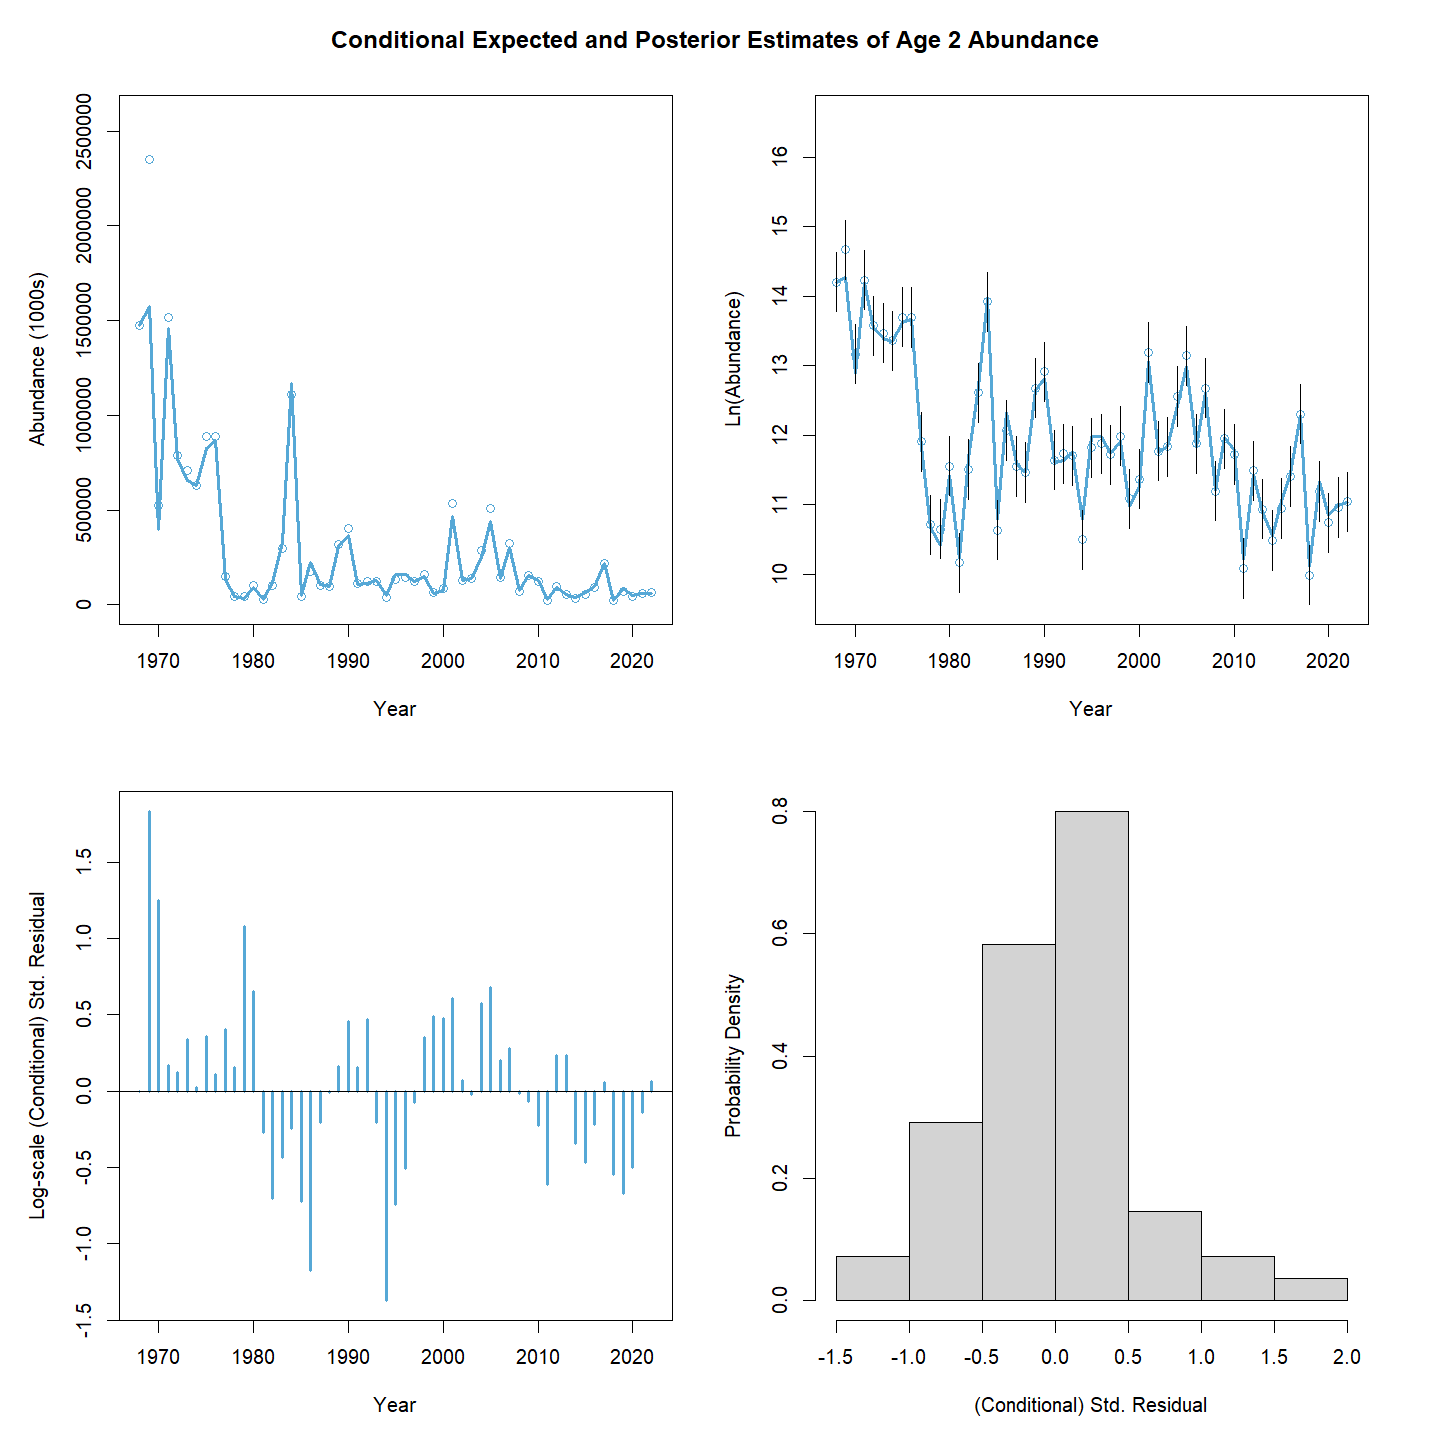 Conditional Expected and Posterior Estimates of Age 2 Abundance
Abundance (1000s)
2500000
2000000
1500000
1000000
500000
0
1970 1980 1990 2000 2010 2020
Year
Ln(Abundance)
16
15
14
13
12
11
10
1970 1980 1990 2000 2010 2020
Year
Log-scale (Conditional) Std. Residual
1.5
1.0
0.5
0.0
-0.5
-1.0
-1.5
1970 1980 1990 2000 2010 2020
Year
Probability Density
0.8
0.6
0.4
0.2
0.0
-1.5 -1.0 -0.5 0.0 0.5 1.0 1.5 2.0
(Conditional) Std. Residual